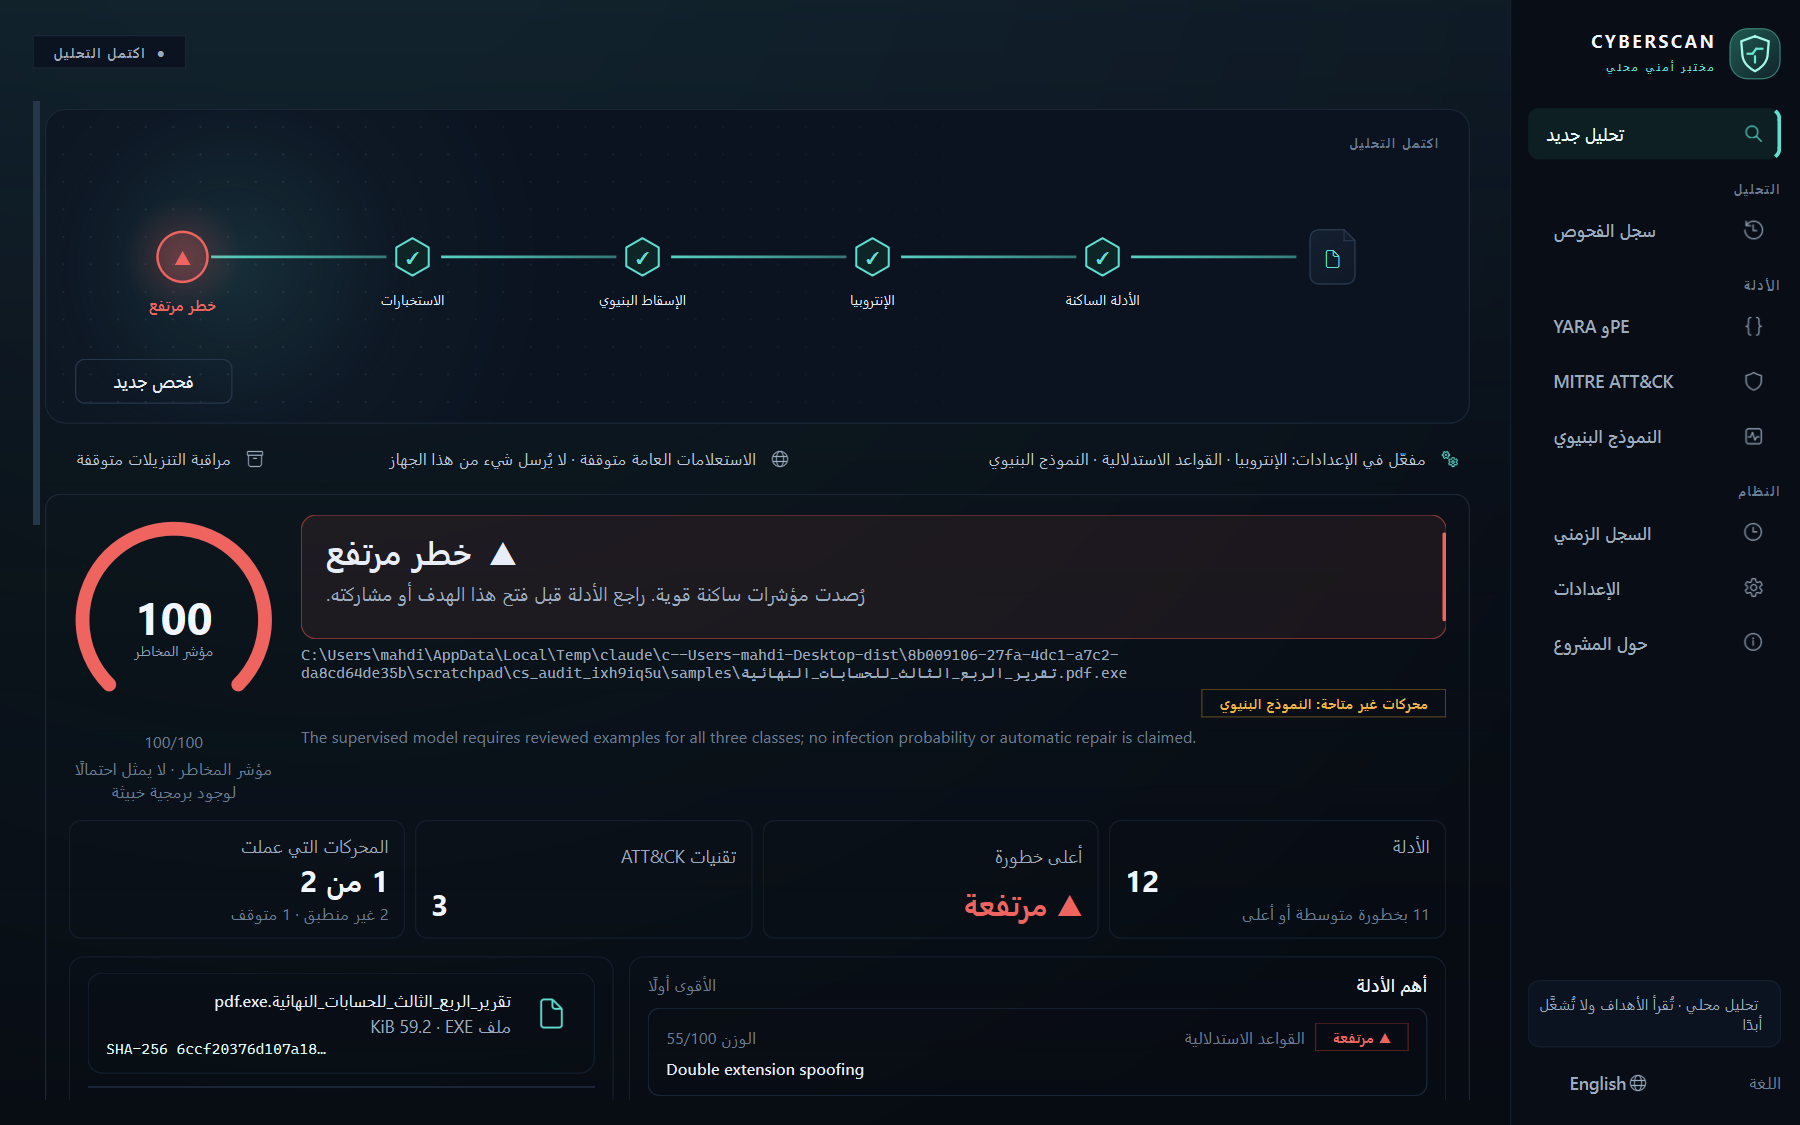 CYBERSCAN
مختبر أمني محلي
تحليل جديد
التحليل
سجل الفحوص
الأدلة
YARA وPE
MITRE ATT&CK
النموذج البنيوي
النظام
السجل الزمني
الإعدادات
حول المشروع
تحليل محلي · تُقرأ الأهداف ولا تُشغَّل
أبدًا
اللغة
English
اكتمل التحليل
اكتمل التحليل
الأدلة الساكنة
الإنتروبيا
الإسقاط البنيوي
الاستخبارات
خطر مرتفع
فحص جديد
مفعّل في الإعدادات: الإنتروبيا · القواعد الاستدلالية · النموذج البنيوي
الاستعلامات العامة متوقفة · لا يُرسل شيء من هذا الجهاز
مراقبة التنزيلات متوقفة
خطر مرتفع
رُصدت مؤشرات ساكنة قوية. راجع الأدلة قبل فتح هذا الهدف أو مشاركته.
C:\Users\mahdi\AppData\Local\Temp\claude\c--Users-mahdi-Desktop-dist\8b009106-27fa-4dc1-a7c2-
da8cd64de35b\scratchpad\cs_audit_ixh9iq5u\samples\تقرير_الربع_الثالث_للحسابات_النهائية.pdf.exe
محركات غير متاحة: النموذج البنيوي
The supervised model requires reviewed examples for all three classes; no infection probability or automatic repair is claimed.
100
مؤشر المخاطر
100/100
مؤشر المخاطر · لا يمثل احتمالًا
لوجود برمجية خبيثة
الأدلة
12
11 بخطورة متوسطة أو أعلى
أعلى خطورة
مرتفعة
تقنيات ATT&CK
3
المحركات التي عملت
1 من 2
2 غير منطبق · 1 متوقف
أهم الأدلة
الأقوى أولًا
مرتفعة
القواعد الاستدلالية
الوزن 55/100
Double extension spoofing
تقرير_الربع_الثالث_للحسابات_النهائية.pdf.exe
ملف EXE · 59.2 KiB
SHA-256 6ccf20376d107a18…